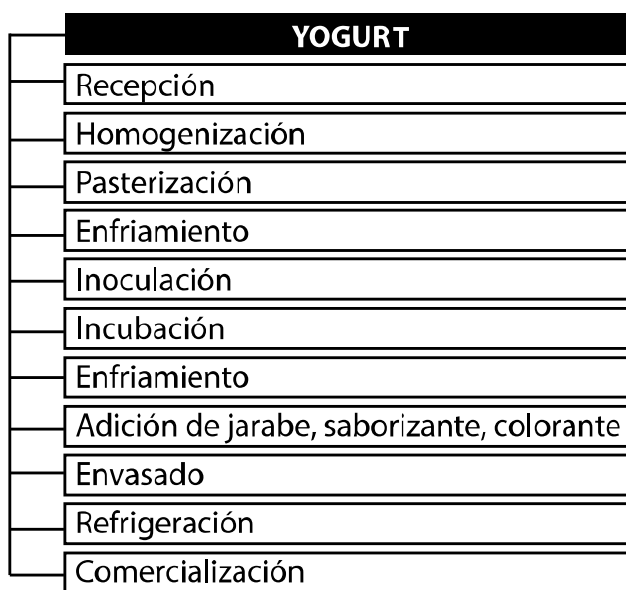 YOGURT
Recepción
Homogenización
Pasterización
Enfriamiento
Inoculación
Incubación
Enfriamiento
Adición de jarabe, saborizante, colorante
Envasado
Refrigeración
Comercialización